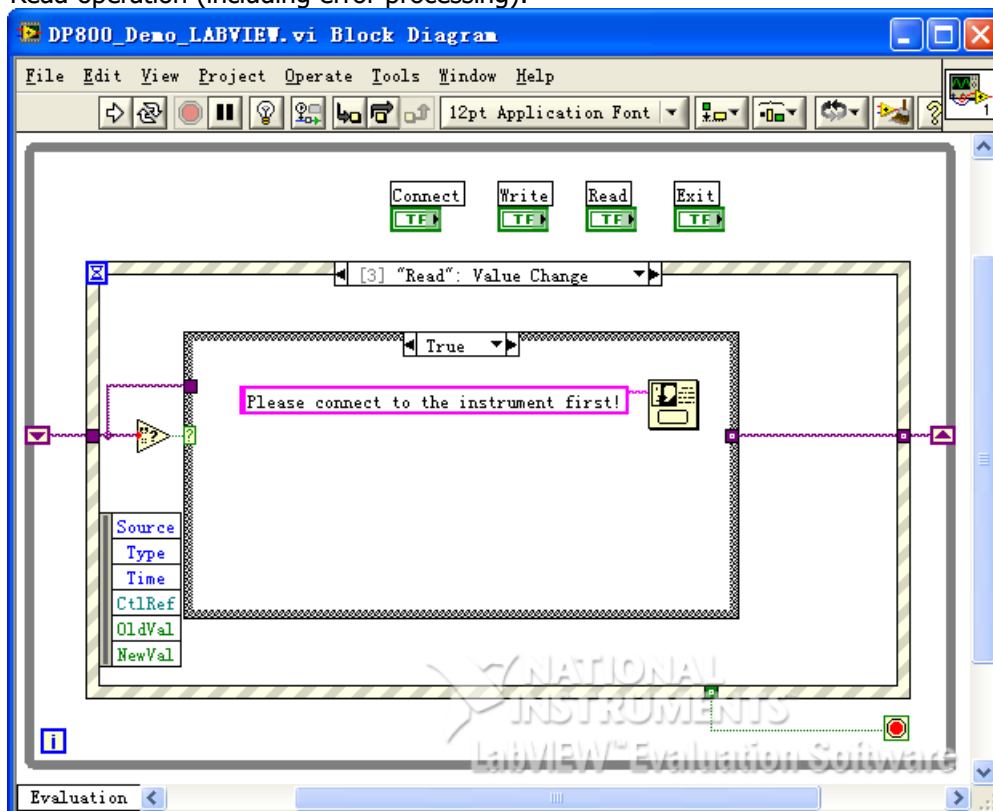 Read operation (including error processing):
DP800_Demo_LABVIEW.vi Block Diagram
File Edit View Project Operate Tools Window Help
12pt Application Font
1
Connect Write Read Exit
TF TF TF TF
[3] "Read": Value Change
True
Please connect to the instrument first!
?
Source
Type
Time
CtlRef
OldVal
NewVal
NATIONAL
INSTRUMENTS
LabVIEW™ Evaluation Software
i
Evaluation